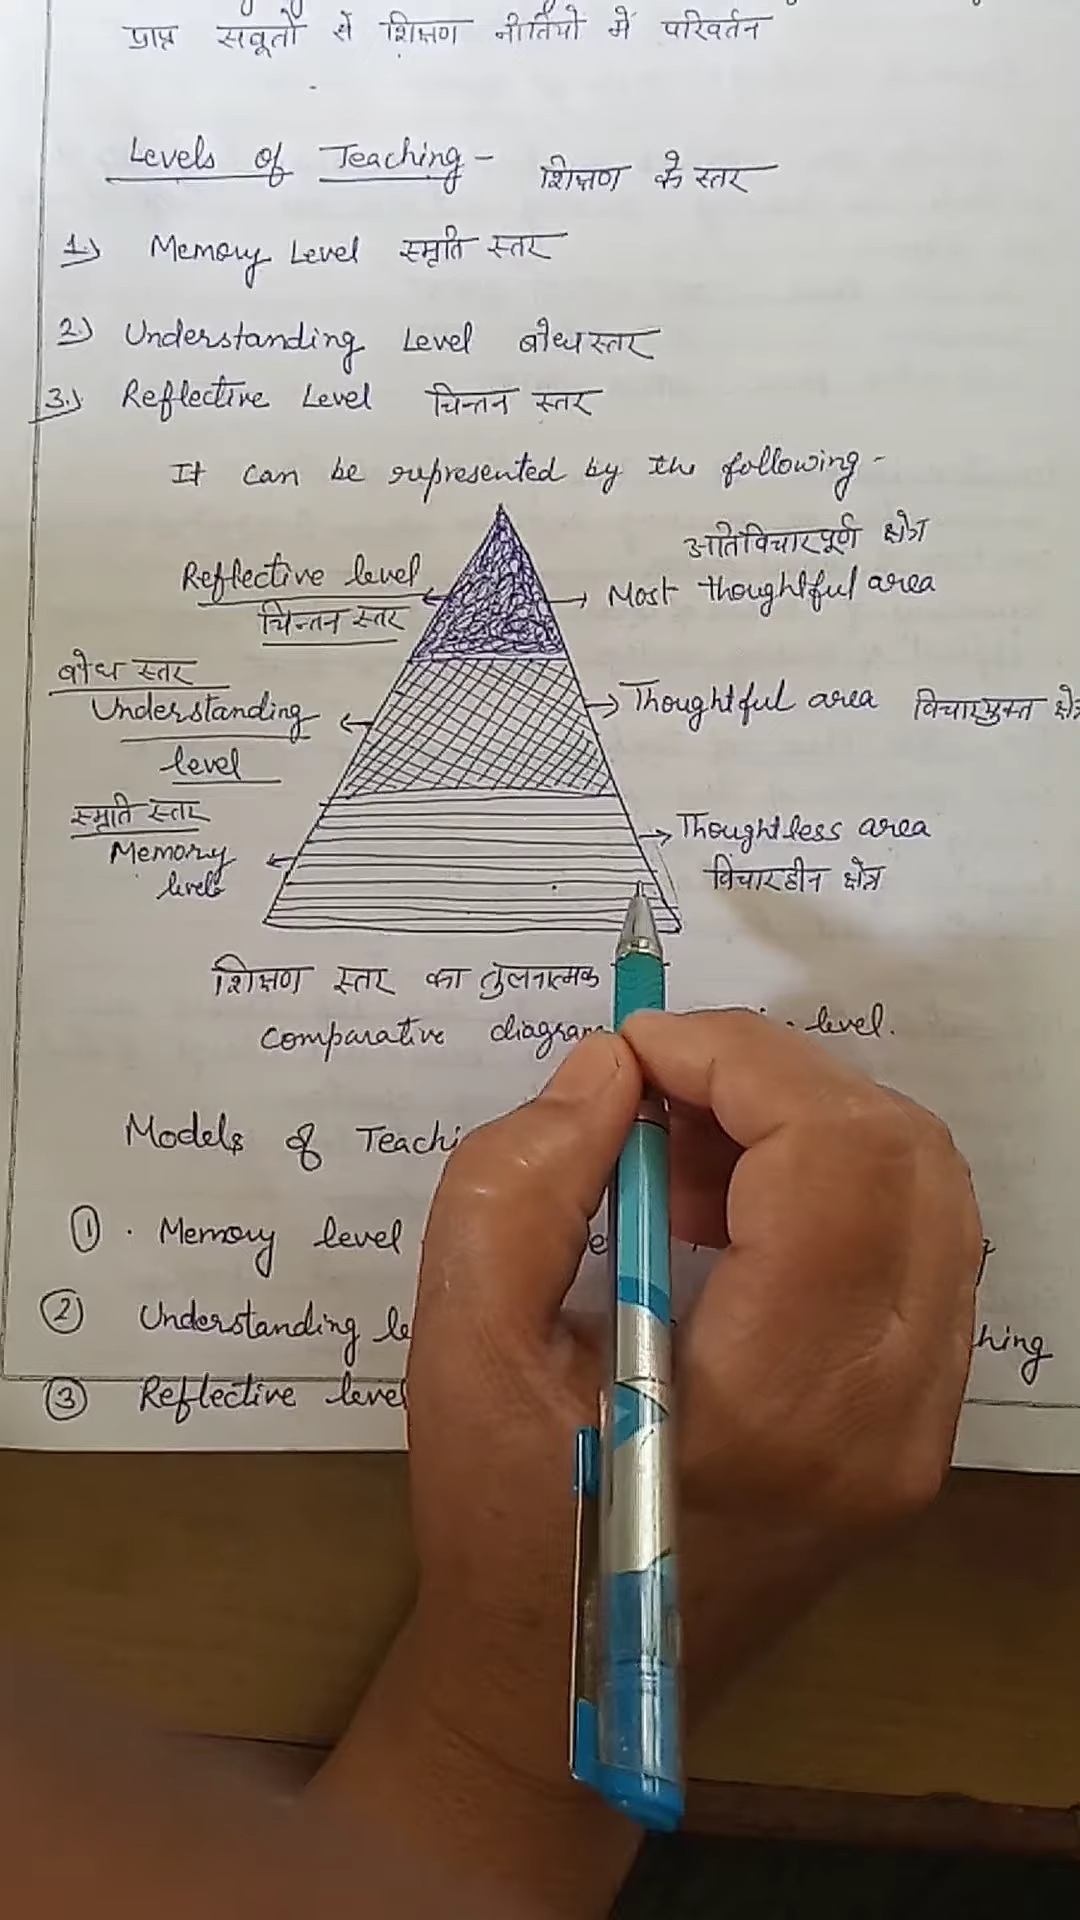 प्राप्त सबूतों से शिक्षण नीतियों में परिवर्तन
Levels of Teaching - शिक्षण के स्तर
1.) Memory Level स्मृति स्तर
2.) Understanding Level बोध स्तर
3.) Reflective Level चिन्तन स्तर
It can be represented by the following -
अतिविचारपूर्ण क्षेत्र
Reflective level
Most thoughtful area
चिन्तन स्तर
बोध स्तर
Understanding
level
Thoughtful area विचारयुक्त
स्मृति स्तर
Memory
level
Thoughtless area
विचारहीन क्षेत्र
शिक्षण स्तर का तुलनात्मक
Comparative diagram level.
Models of
① . Memory level
② Understanding
③ Reflective level